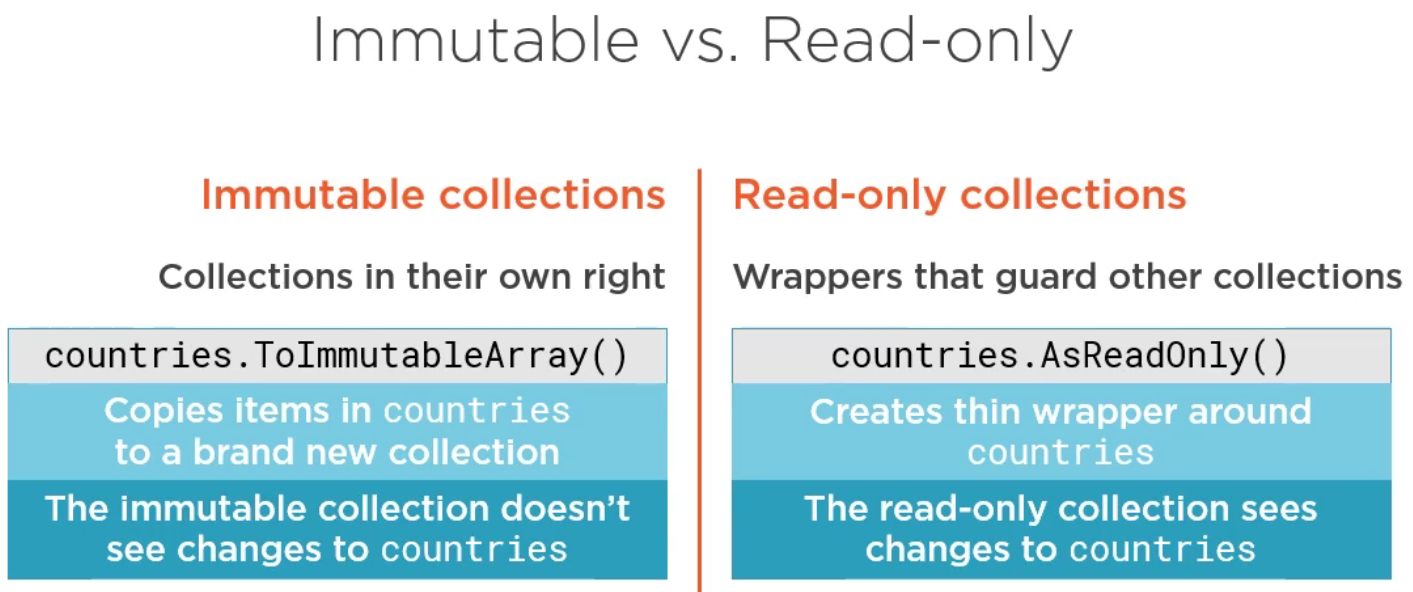 Immutable vs. Read-only
Immutable collections
Collections in their own right
countries.ToImmutableArray()
Copies items in countries
to a brand new collection
The immutable collection doesn’t
see changes to countries
Read-only collections
Wrappers that guard other collections
countries.AsReadOnly()
Creates thin wrapper around
countries
The read-only collection sees
changes to countries